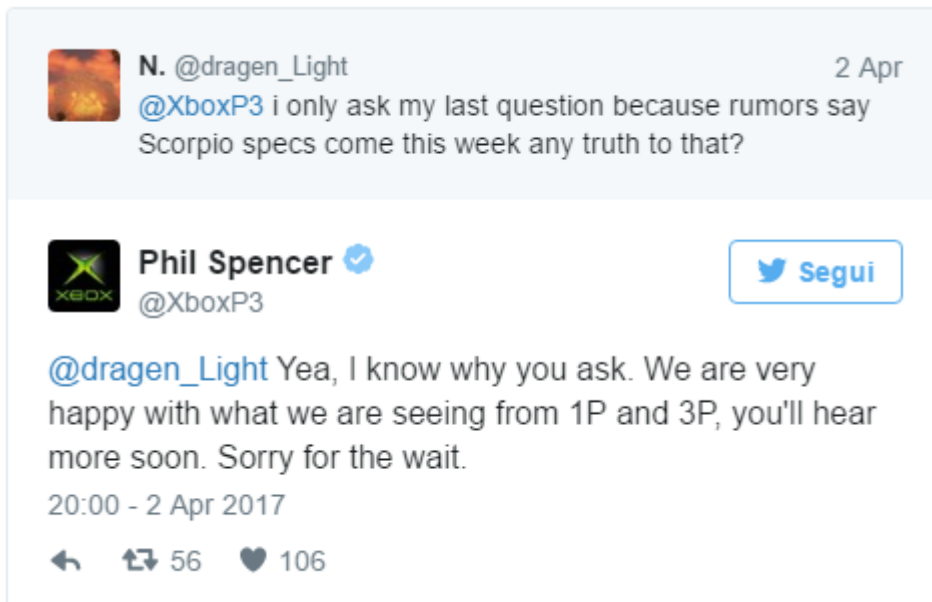 N. @dragen_Light 2 Apr
@XboxP3 i only ask my last question because rumors say
Scorpio specs come this week any truth to that?
XBOX
Phil Spencer
@XboxP3
Segui
@dragen_Light Yea, I know why you ask. We are very
happy with what we are seeing from 1P and 3P, you'll hear
more soon. Sorry for the wait.
20:00 - 2 Apr 2017
56 106